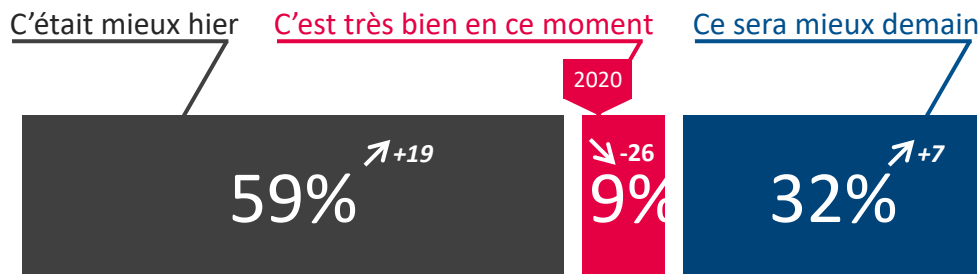 C'était mieux hier
C'est très bien en ce moment
Ce sera mieux demain
2020
+19
-26
+7
59%
9%
32%